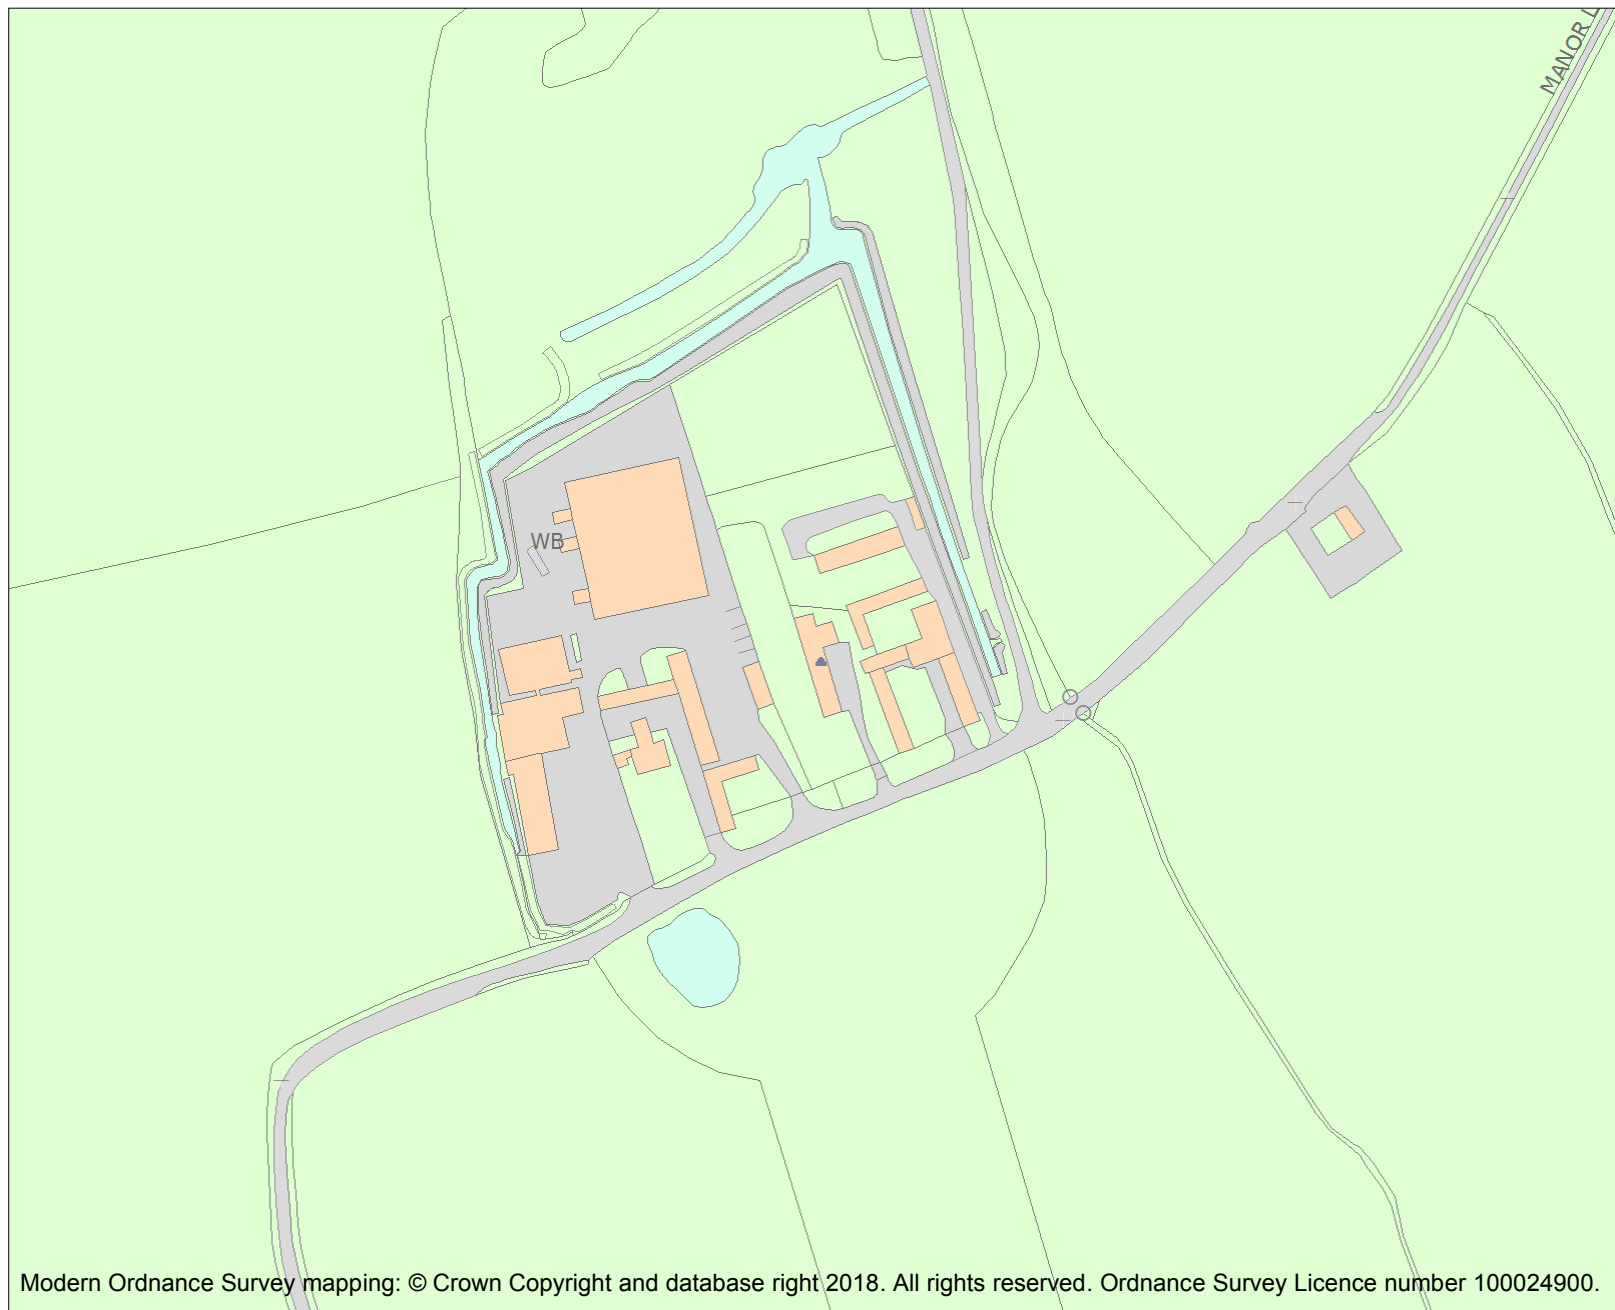 MANOR L
WB
Modern Ordnance Survey mapping: © Crown Copyright and database right 2018. All rights reserved. Ordnance Survey Licence number 100024900.